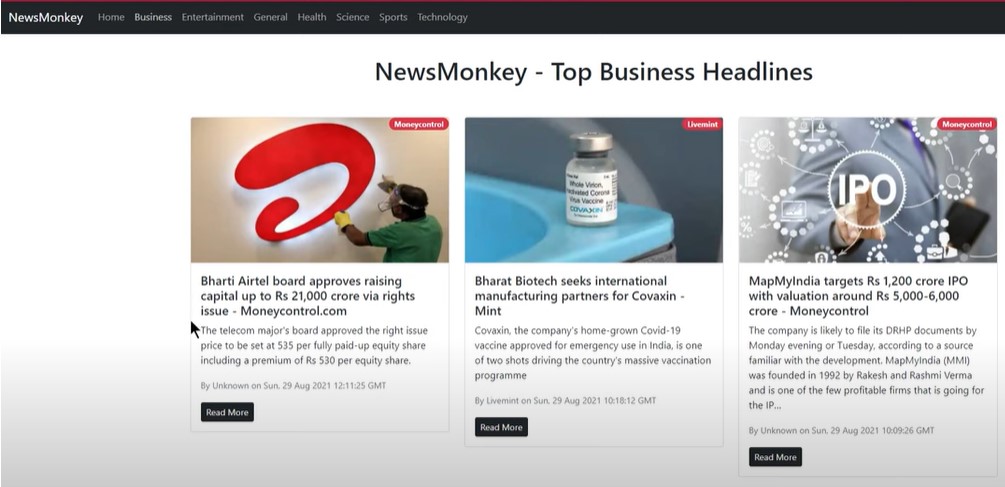 NewsMonkey Home Business Entertainment General Health Science Sports Technology
NewsMonkey - Top Business Headlines
Moneycontrol
Bharti Airtel board approves raising
capital up to Rs 21,000 crore via rights
issue - Moneycontrol.com
The telecom major's board approved the right issue
price to be set at 535 per fully paid-up equity share
including a premium of Rs 530 per equity share.
By Unknown on Sun, 29 Aug 2021 12:11:25 GMT
Read More
Livemint
Whole Virion,
Corona
Virus Vaccine
COVAXIN
Bharat Biotech seeks international
manufacturing partners for Covaxin -
Mint
Covaxin, the company's home-grown Covid-19
vaccine approved for emergency use in India, is one
of two shots driving the country's massive vaccination
programme
By Livemint on Sun, 29 Aug 2021 10:18:12 GMT
Read More
Moneycontrol
IPO
%
MapMyIndia targets Rs 1,200 crore IPO
with valuation around Rs 5,000-6,000
crore - Moneycontrol
The company is likely to file its DRHP documents by
Monday evening or Tuesday, according to a source
familiar with the development. MapMyIndia (MMI)
was founded in 1992 by Rakesh and Rashmi Verma
and is one of the few profitable firms that is going for
the IP...
By Unknown on Sun, 29 Aug 2021 10:09:26 GMT
Read More